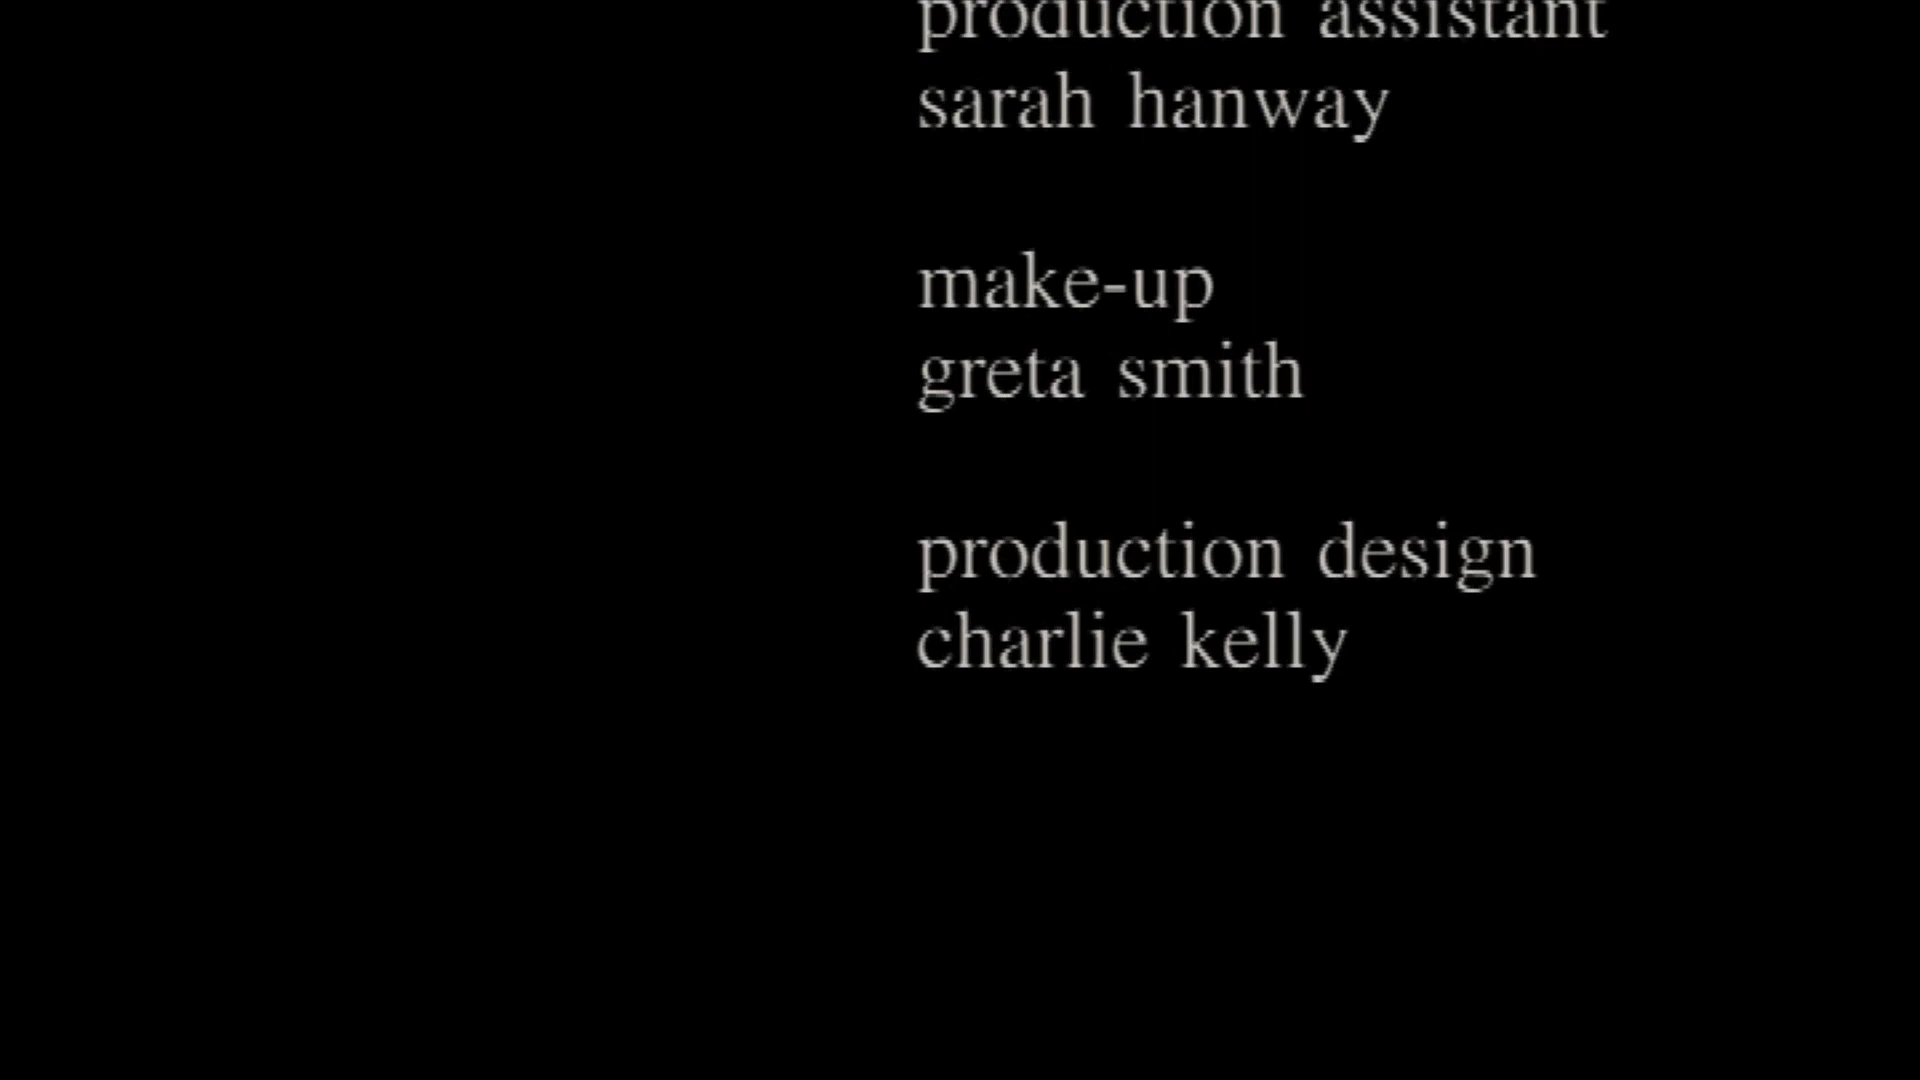 production assistant
sarah hanway
make-up
greta smith
production design
charlie kelly